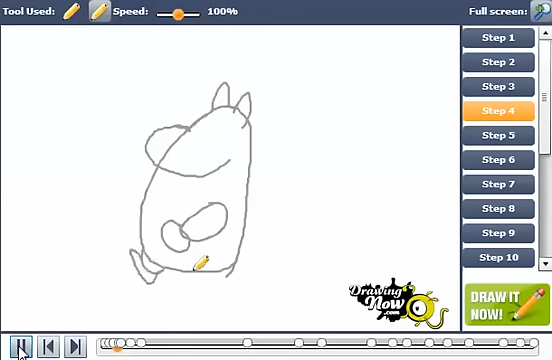 Tool Used:
Speed:
100%
Full screen:
Step 1
Step 2
Step 3
Step 4
Step 5
Step 6
Step 7
Step 8
Step 9
Step 10
Drawing
Now.com
DRAW IT
NOW!